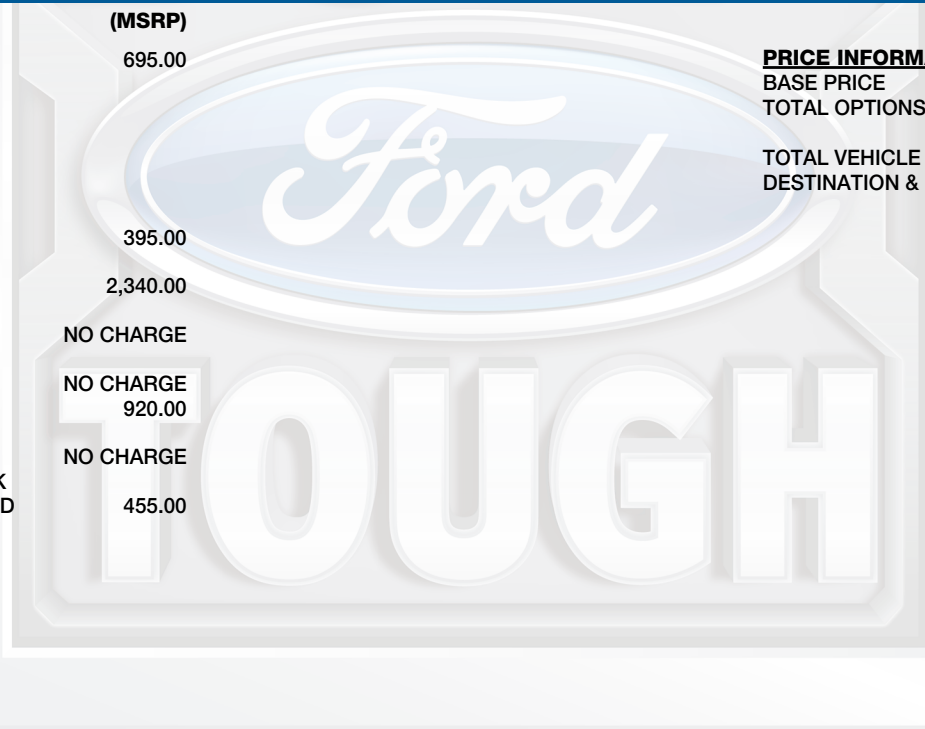 (MSRP)
695.00
395.00
2,340.00
NO CHARGE
NO CHARGE
920.00
NO CHARGE
K
D 455.00
PRICE INFORMA
BASE PRICE
TOTAL OPTIONS
TOTAL VEHICLE
DESTINATION &
Ford
TOUGH